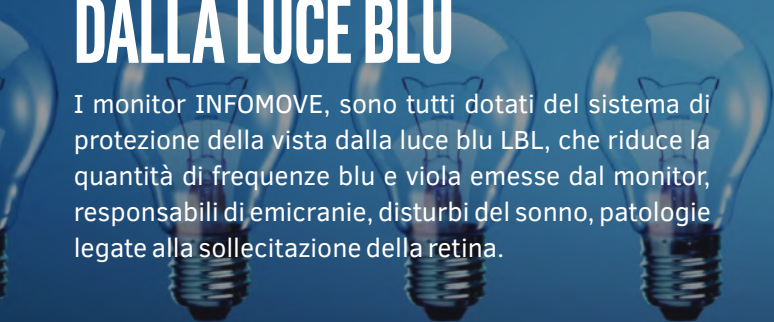 DALLA LUCE BLU
I monitor INFOMOVE, sono tutti dotati del sistema di
protezione della vista dalla luce blu LBL, che riduce la
quantità di frequenze blu e viola emesse dal monitor,
responsabili di emicranie, disturbi del sonno, patologie
legate alla sollecitazione della retina.